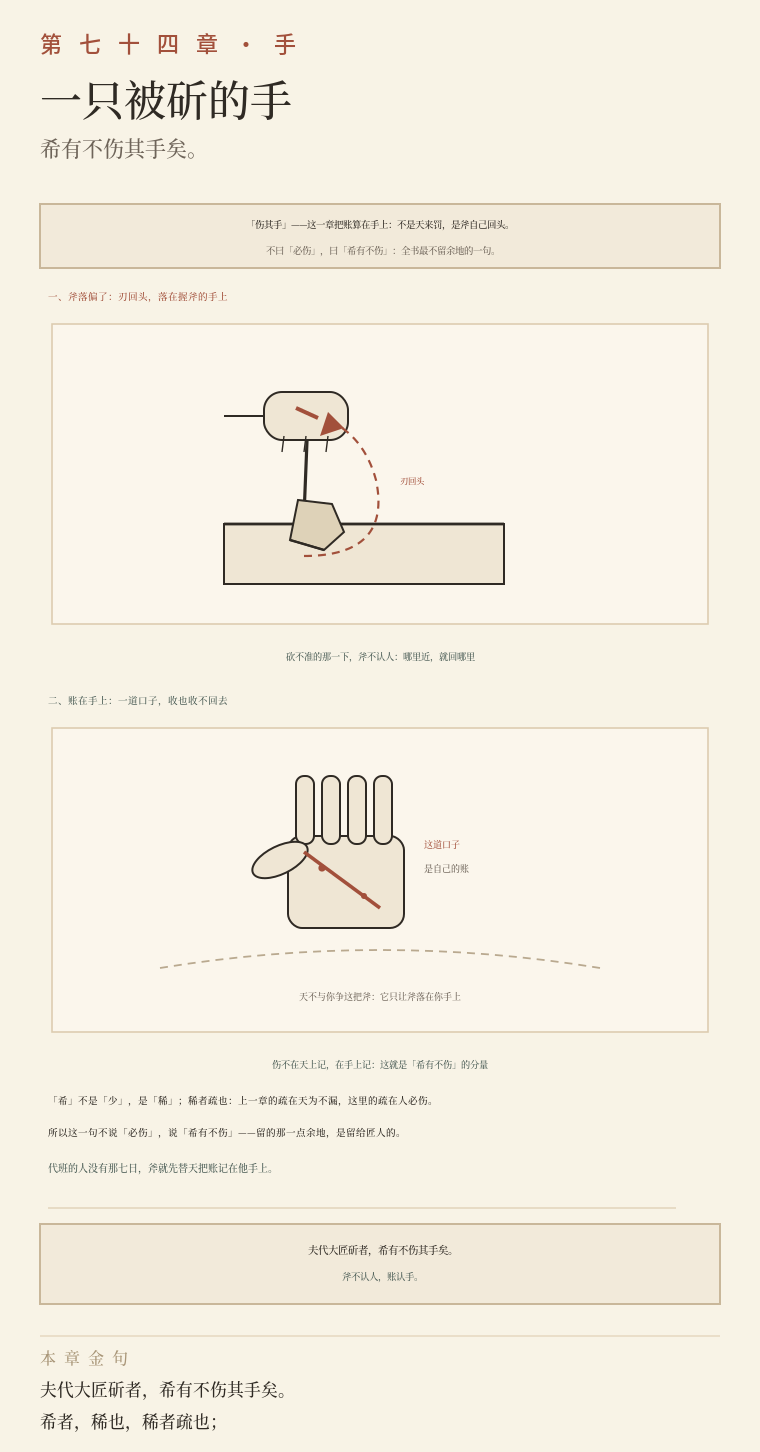 第七十四章·手
一只被斫的手
希有不伤其手矣。
「伤其手」——这一章把账算在手上：不是天来罚，是斧自己回头。
不曰「必伤」，曰「希有不伤」：全书最不留余地的一句。
一、斧落偏了：刃回头，落在握斧的手上
刃回头
砍不准的那一下，斧不认人：哪里近，就回哪里
二、账在手上：一道口子，收也收不回去
这道口子
是自己的账
天不与你争这把斧：它只让斧落在你手上
伤不在天上记，在手上记：这就是「希有不伤」的分量
「希」不是「少」，是「稀」；稀者疏也：上一章的疏在天为不漏，这里的疏在人必伤。
所以这一句不说「必伤」，说「希有不伤」——留的那一点余地，是留给匠人的。
代班的人没有那七日，斧就先替天把账记在他手上。
夫代大匠斫者，希有不伤其手矣。
斧不认人，账认手。
本章金句
夫代大匠斫者，希有不伤其手矣。
希者，稀也，稀者疏也；